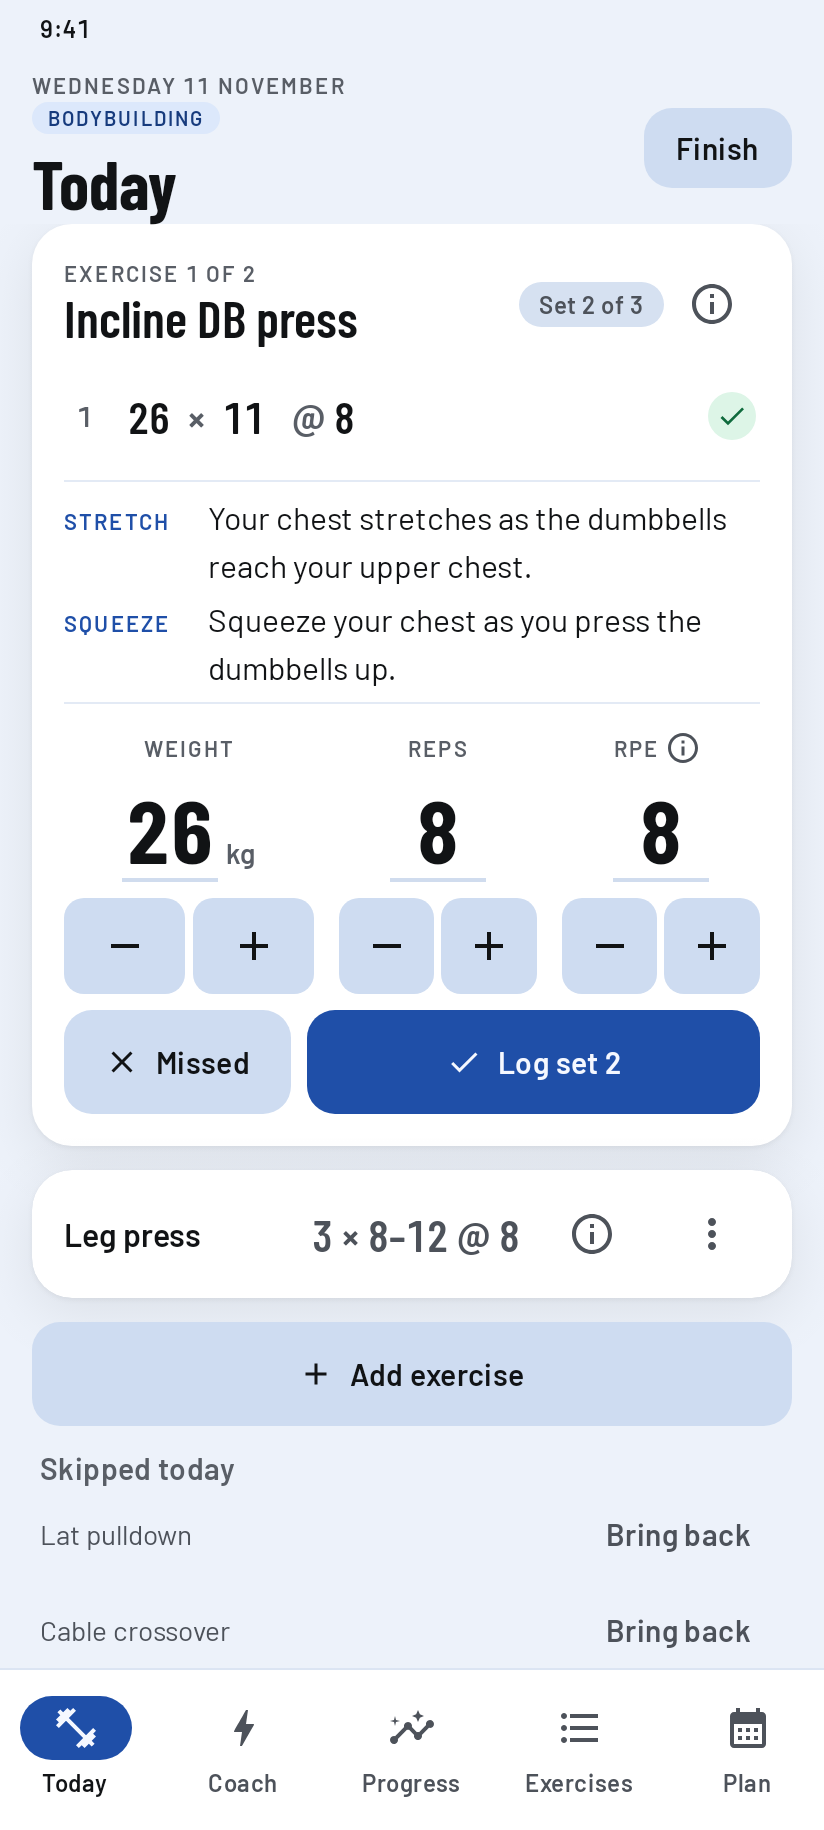 9:41
WEDNESDAY 11 NOVEMBER
BODYBUILDING
Today
Finish
EXERCISE 1 OF 2
Incline DB press
Set 2 of 3
1 26 × 11 @ 8
STRETCH Your chest stretches as the dumbbells
reach your upper chest.
SQUEEZE Squeeze your chest as you press the
dumbbells up.
WEIGHT REPS RPE
26 kg 8 8
Missed Log set 2
Leg press 3 × 8–12 @ 8
Add exercise
Skipped today
Lat pulldown Bring back
Cable crossover Bring back
Today Coach Progress Exercises Plan